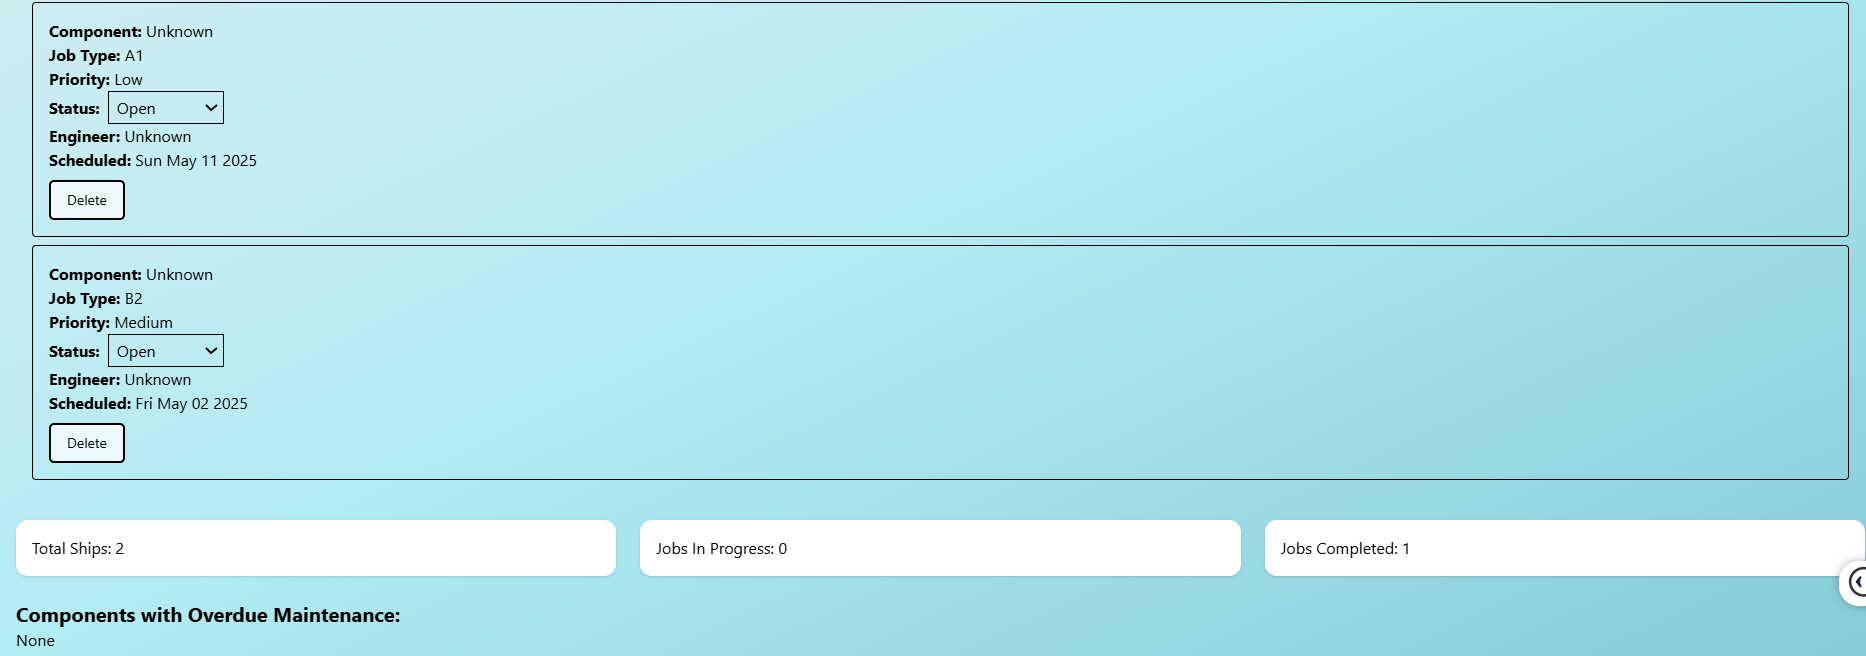 Component: Unknown
Job Type: A1
Priority: Low
Status: Open
Engineer: Unknown
Scheduled: Sun May 11 2025
Delete
Component: Unknown
Job Type: B2
Priority: Medium
Status: Open
Engineer: Unknown
Scheduled: Fri May 02 2025
Delete
Total Ships: 2
Jobs In Progress: 0
Jobs Completed: 1
Components with Overdue Maintenance:
None